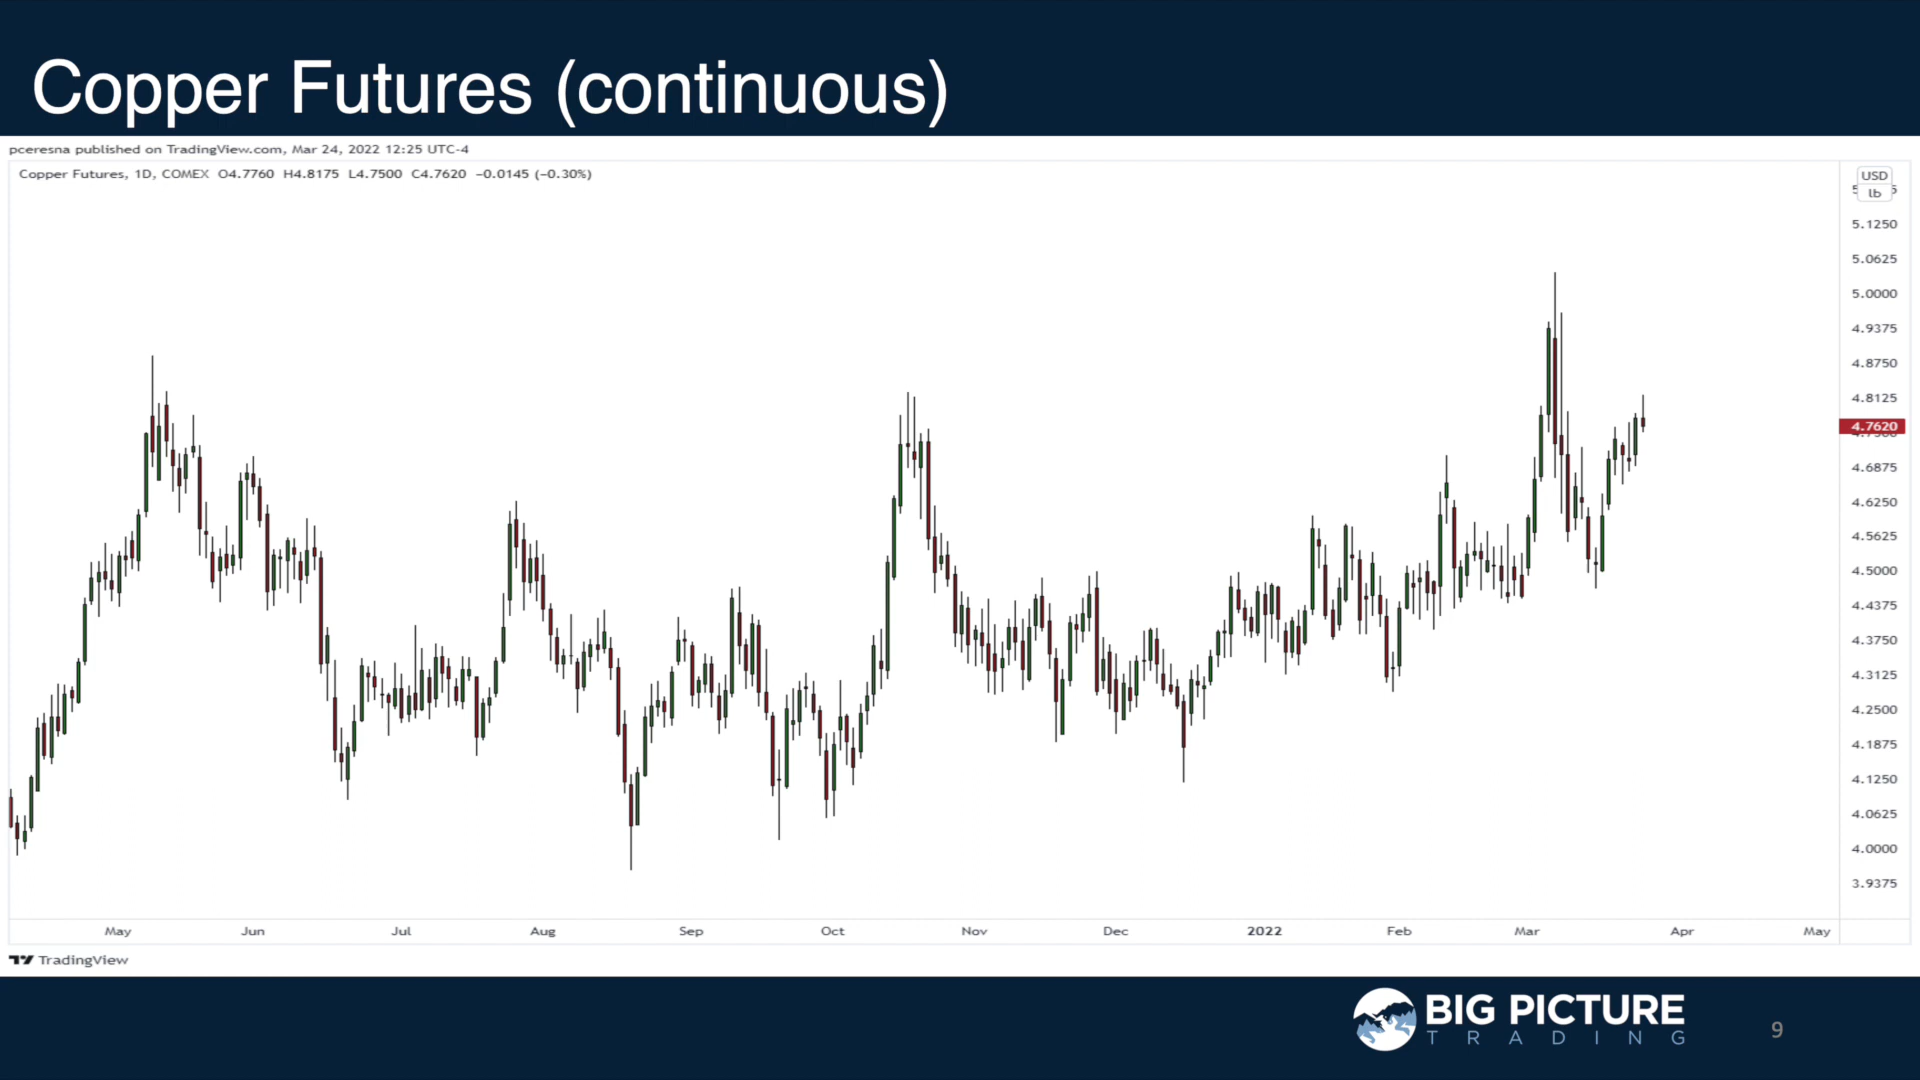 Copper Futures (continuous)
pceresna published on TradingView.com, Mar 24, 2022 12:25 UTC-4
Copper Futures, 1D, COMEX O4.7760 H4.8175 L4.7500 C4.7620 −0.0145 (−0.30%)
USD
lb
5.1250
5.0625
5.0000
4.9375
4.8750
4.8125
4.7620
4.6875
4.6250
4.5625
4.5000
4.4375
4.3750
4.3125
4.2500
4.1875
4.1250
4.0625
4.0000
3.9375
May Jun Jul Aug Sep Oct Nov Dec 2022 Feb Mar Apr May
TradingView
BIG PICTURE
TRADING
9